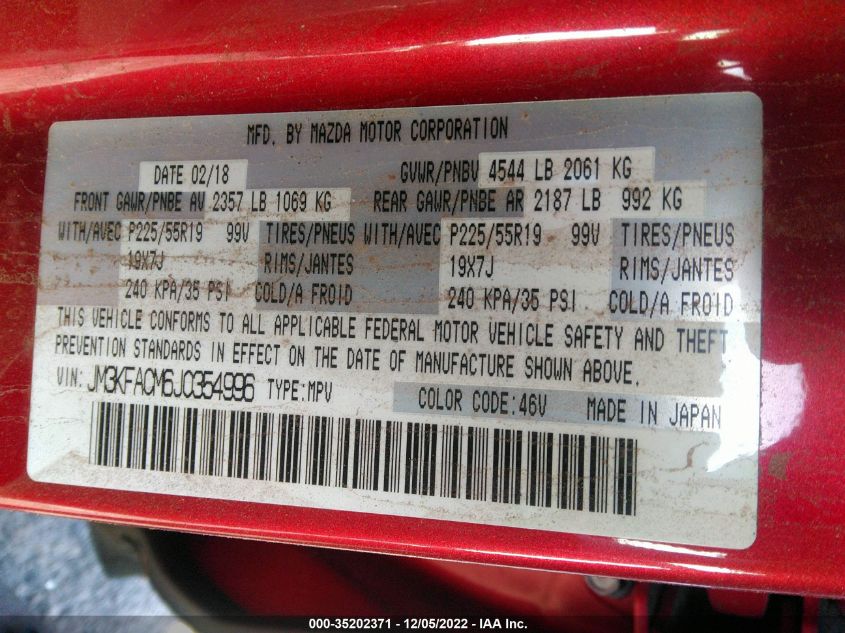 MFD. BY MAZDA MOTOR CORPORATION
DATE 02/18 GVWR/PNBV 4544 LB 2061 KG
FRONT GAWR/PNBE AV 2357 LB 1069 KG REAR GAWR/PNBE AR 2187 LB 992 KG
WITH/AVEC P225/55R19 99V TIRES/PNEUS WITH/AVEC P225/55R19 99V TIRES/PNEUS
19X7J RIMS/JANTES 19X7J RIMS/JANTES
240 KPA/35 PSI COLD/A FROID 240 KPA/35 PSI COLD/A FROID
THIS VEHICLE CONFORMS TO ALL APPLICABLE FEDERAL MOTOR VEHICLE SAFETY AND THEFT
PREVENTION STANDARDS IN EFFECT ON THE DATE OF MANUFACTURE SHOWN ABOVE.
VIN: JM3KFACM6J0354996 TYPE:MPV COLOR CODE:46V MADE IN JAPAN
000-35202371 - 12/05/2022 - IAA Inc.